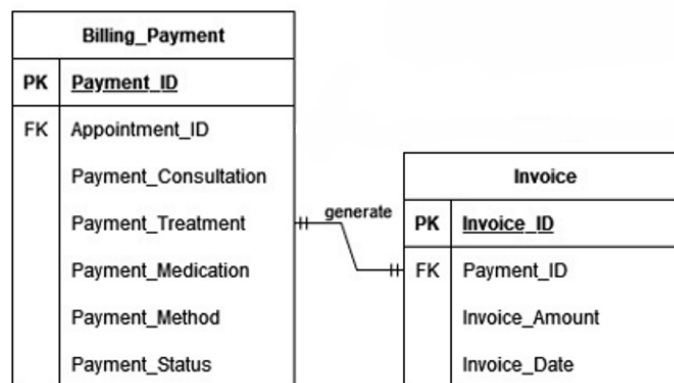 Billing_Payment
PK Payment_ID
FK Appointment_ID
Payment_Consultation
Payment_Treatment
Payment_Medication
Payment_Method
Payment_Status
generate
Invoice
PK Invoice_ID
FK Payment_ID
Invoice_Amount
Invoice_Date